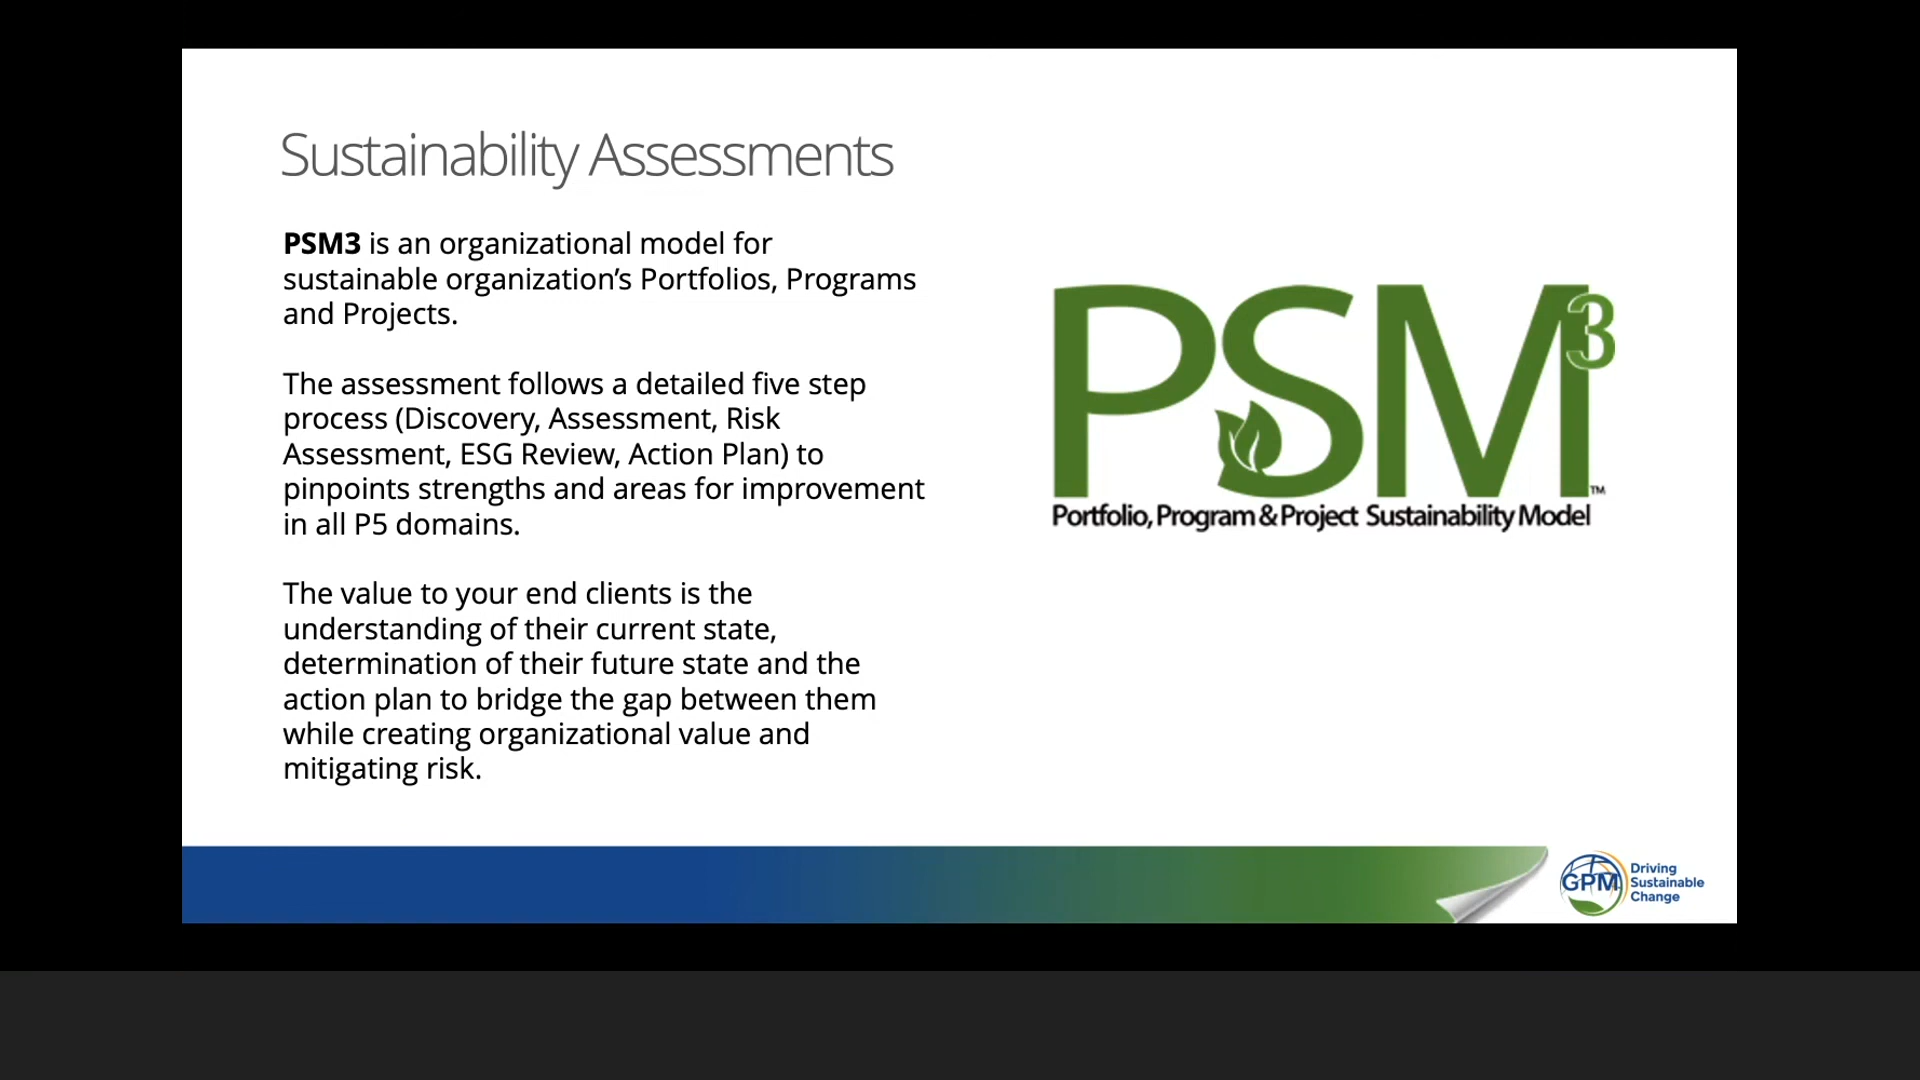 Sustainability Assessments
PSM3 is an organizational model for
sustainable organization’s Portfolios, Programs
and Projects.
The assessment follows a detailed five step
process (Discovery, Assessment, Risk
Assessment, ESG Review, Action Plan) to
pinpoints strengths and areas for improvement
in all P5 domains.
The value to your end clients is the
understanding of their current state,
determination of their future state and the
action plan to bridge the gap between them
while creating organizational value and
mitigating risk.
PSM3™
Portfolio, Program & Project Sustainability Model
GPM
Driving
Sustainable
Change